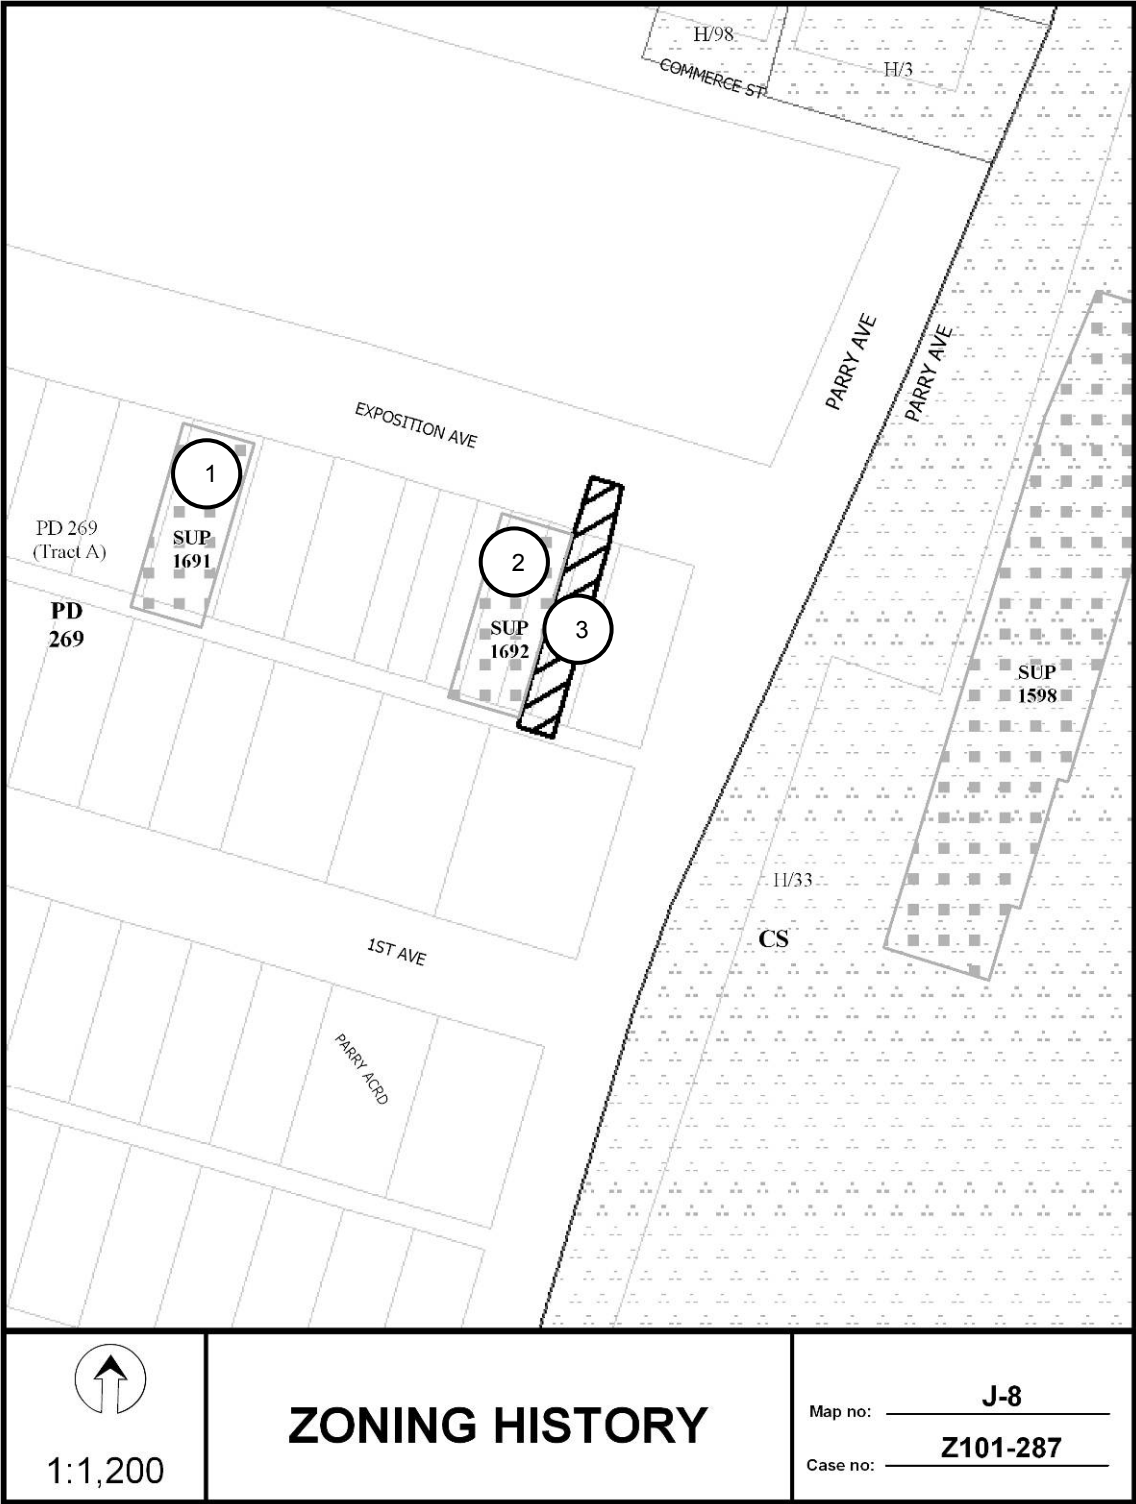 H/98
H/3
COMMERCE ST
PARRY AVE
PARRY AVE
EXPOSITION AVE
1
SUP
1691
PD 269
(Tract A)
PD
269
2
SUP
1692
3
SUP
1598
H/33
CS
1ST AVE
PARRY ACRD
1:1,200
ZONING HISTORY
Map no: J-8
Case no: Z101-287